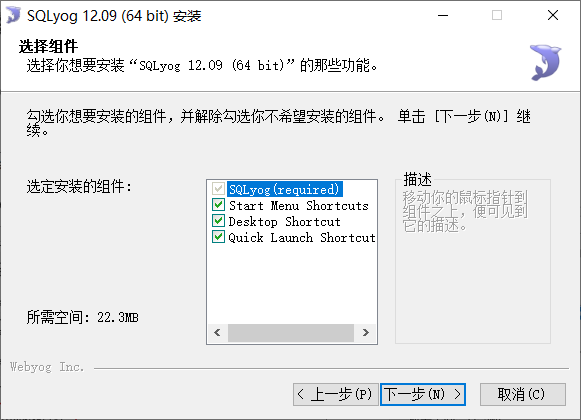 SQLyog 12.09 (64 bit) 安装
选择组件
选择你想要安装“SQLyog 12.09 (64 bit)”的那些功能。
勾选你想要安装的组件，并解除勾选你不希望安装的组件。 单击 [下一步(N)] 继
续。
选定安装的组件:
SQLyog(required)
Start Menu Shortcuts
Desktop Shortcut
Quick Launch Shortcut
描述
移动你的鼠标指针到
组件之上，便可见到
它的描述。
所需空间: 22.3MB
Webyog Inc.
< 上一步(P)
下一步(N) >
取消(C)